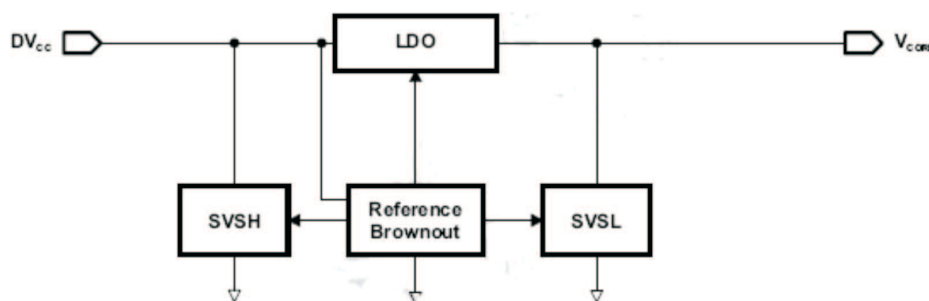 DVcc
LDO
VCORE
SVSH
Reference
Brownout
SVSL